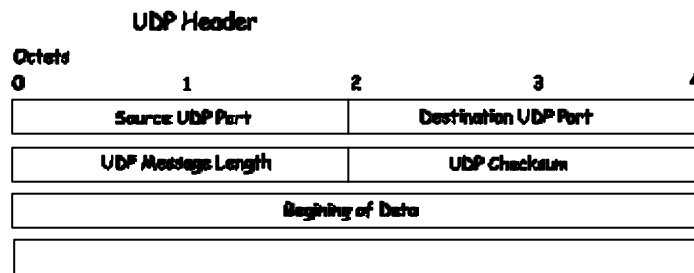 UDP Header
Octets
0 1 2 3 4
Source UDP Port Destination UDP Port
UDP Message Length UDP Checksum
Begining of Data